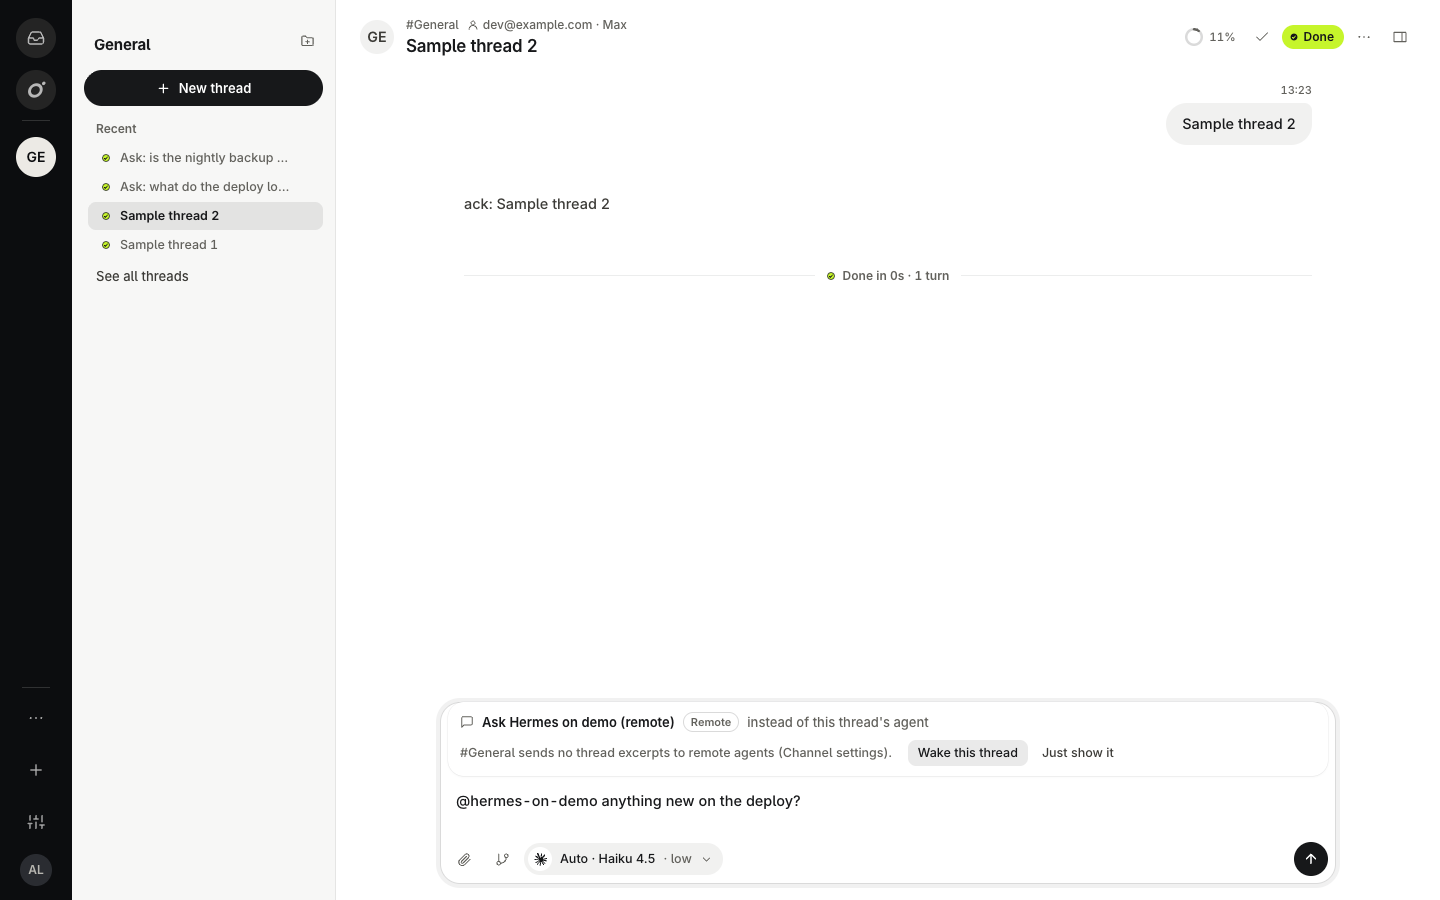 General
New thread
Recent
Ask: is the nightly backup ...
Ask: what do the deploy lo...
Sample thread 2
Sample thread 1
See all threads
GE
AL
GE
#General dev@example.com · Max
Sample thread 2
11%
Done
13:23
Sample thread 2
ack: Sample thread 2
Done in 0s · 1 turn
Ask Hermes on demo (remote) Remote instead of this thread's agent
#General sends no thread excerpts to remote agents (Channel settings). Wake this thread Just show it
@hermes-on-demo anything new on the deploy?
Auto · Haiku 4.5 · low